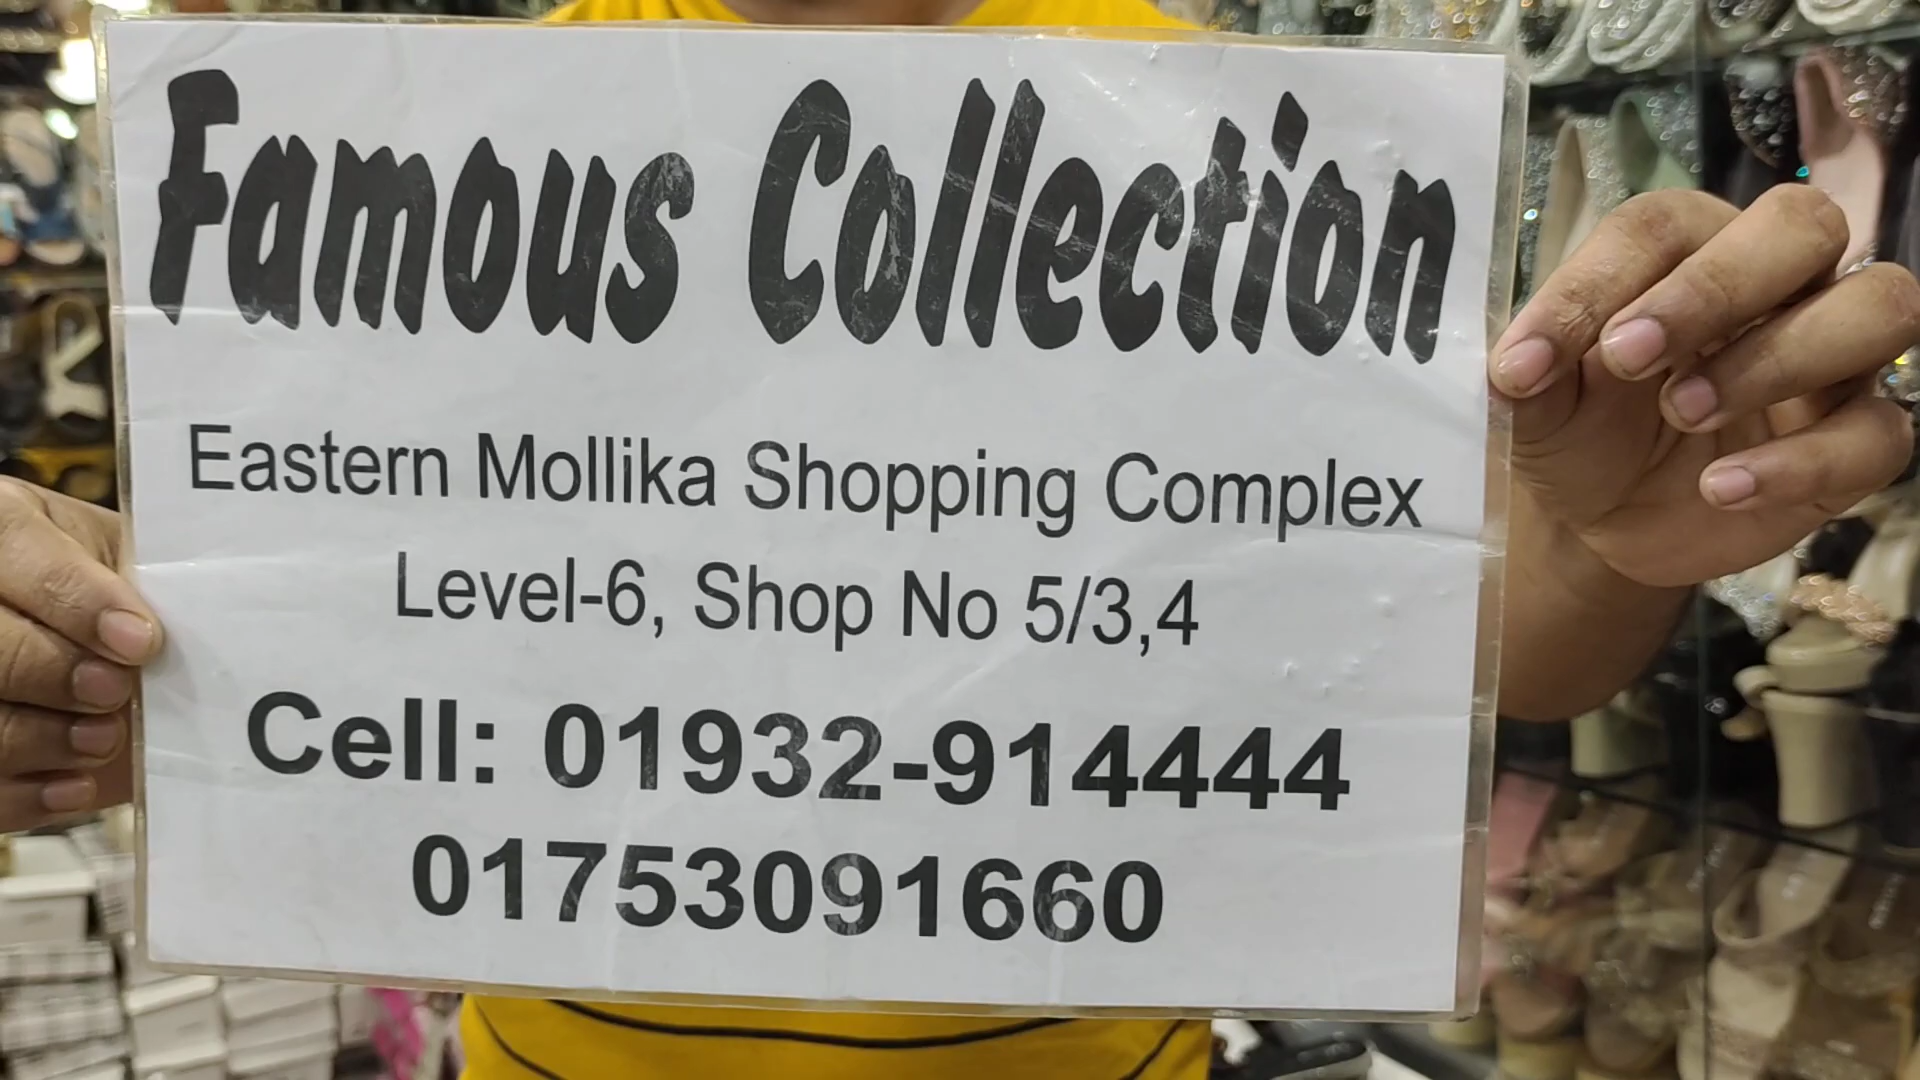 Famous Collection
Eastern Mollika Shopping Complex
Level-6, Shop No 5/3,4
Cell: 01932-914444
01753091660